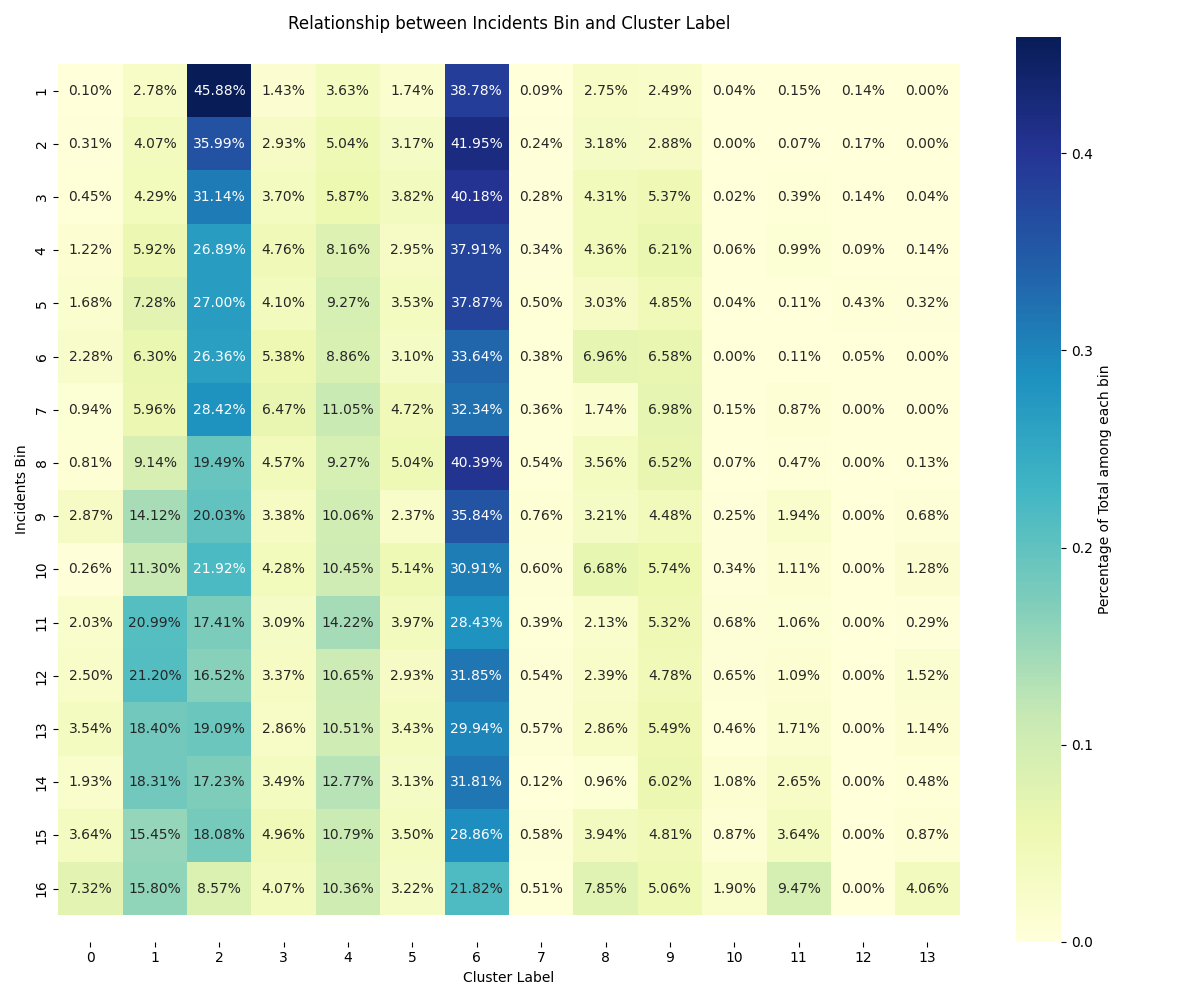 Relationship between Incidents Bin and Cluster Label
1 0.10% 2.78% 45.88% 1.43% 3.63% 1.74% 38.78% 0.09% 2.75% 2.49% 0.04% 0.15% 0.14% 0.00%
2 0.31% 4.07% 35.99% 2.93% 5.04% 3.17% 41.95% 0.24% 3.18% 2.88% 0.00% 0.07% 0.17% 0.00%
3 0.45% 4.29% 31.14% 3.70% 5.87% 3.82% 40.18% 0.28% 4.31% 5.37% 0.02% 0.39% 0.14% 0.04%
4 1.22% 5.92% 26.89% 4.76% 8.16% 2.95% 37.91% 0.34% 4.36% 6.21% 0.06% 0.99% 0.09% 0.14%
5 1.68% 7.28% 27.00% 4.10% 9.27% 3.53% 37.87% 0.50% 3.03% 4.85% 0.04% 0.11% 0.43% 0.32%
6 2.28% 6.30% 26.36% 5.38% 8.86% 3.10% 33.64% 0.38% 6.96% 6.58% 0.00% 0.11% 0.05% 0.00%
7 0.94% 5.96% 28.42% 6.47% 11.05% 4.72% 32.34% 0.36% 1.74% 6.98% 0.15% 0.87% 0.00% 0.00%
8 0.81% 9.14% 19.49% 4.57% 9.27% 5.04% 40.39% 0.54% 3.56% 6.52% 0.07% 0.47% 0.00% 0.13%
9 2.87% 14.12% 20.03% 3.38% 10.06% 2.37% 35.84% 0.76% 3.21% 4.48% 0.25% 1.94% 0.00% 0.68%
10 0.26% 11.30% 21.92% 4.28% 10.45% 5.14% 30.91% 0.60% 6.68% 5.74% 0.34% 1.11% 0.00% 1.28%
11 2.03% 20.99% 17.41% 3.09% 14.22% 3.97% 28.43% 0.39% 2.13% 5.32% 0.68% 1.06% 0.00% 0.29%
12 2.50% 21.20% 16.52% 3.37% 10.65% 2.93% 31.85% 0.54% 2.39% 4.78% 0.65% 1.09% 0.00% 1.52%
13 3.54% 18.40% 19.09% 2.86% 10.51% 3.43% 29.94% 0.57% 2.86% 5.49% 0.46% 1.71% 0.00% 1.14%
14 1.93% 18.31% 17.23% 3.49% 12.77% 3.13% 31.81% 0.12% 0.96% 6.02% 1.08% 2.65% 0.00% 0.48%
15 3.64% 15.45% 18.08% 4.96% 10.79% 3.50% 28.86% 0.58% 3.94% 4.81% 0.87% 3.64% 0.00% 0.87%
16 7.32% 15.80% 8.57% 4.07% 10.36% 3.22% 21.82% 0.51% 7.85% 5.06% 1.90% 9.47% 0.00% 4.06%
0 1 2 3 4 5 6 7 8 9 10 11 12 13
Cluster Label
Incidents Bin
0.4
0.3
0.2
0.1
0.0
Percentage of Total among each bin